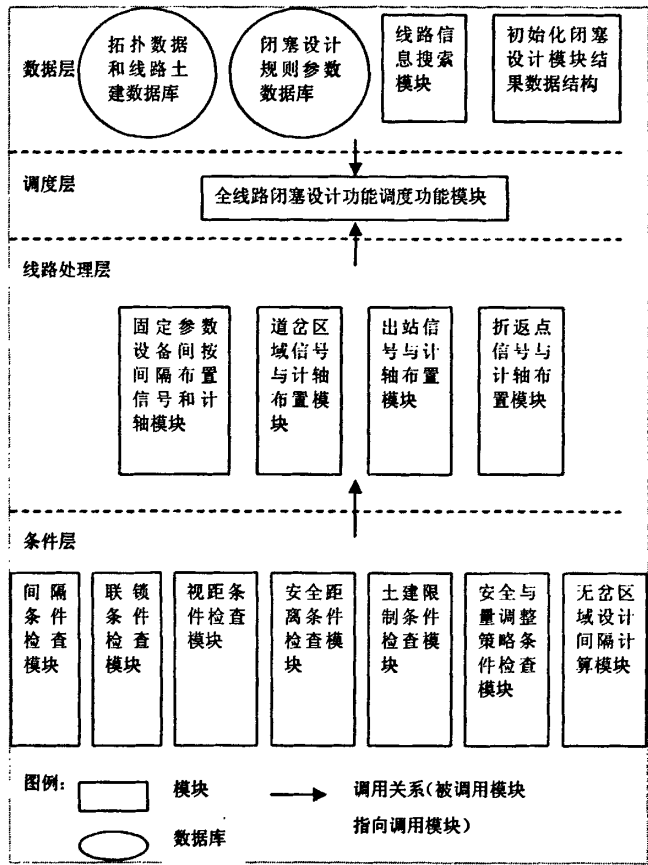 数据层
拓扑数据
和线路土
建数据库
闭塞设计
规则参数
数据库
线路信
息搜索
模块
初始化闭塞
设计模块结
果数据结构
调度层
全线路闭塞设计功能调度功能模块
线路处理层
固定参数
设备间按
间隔布置
信号和计
轴模块
道岔区
域信号
与计轴
布置模
块
出站信
号与计
轴布置
模块
折返点
信号与
计轴布
置模块
条件层
间隔
条件
检查
模块
联锁
条件
检查
模块
视距条
件检查
模块
安全距
离条件
检查模
块
土建限
制条件
检查模
块
安全与
量调整
策略条
件检查
模块
无岔区
域设计
间隔计
算模块
图例：
模块
调用关系（被调用模块
指向调用模块）
数据库